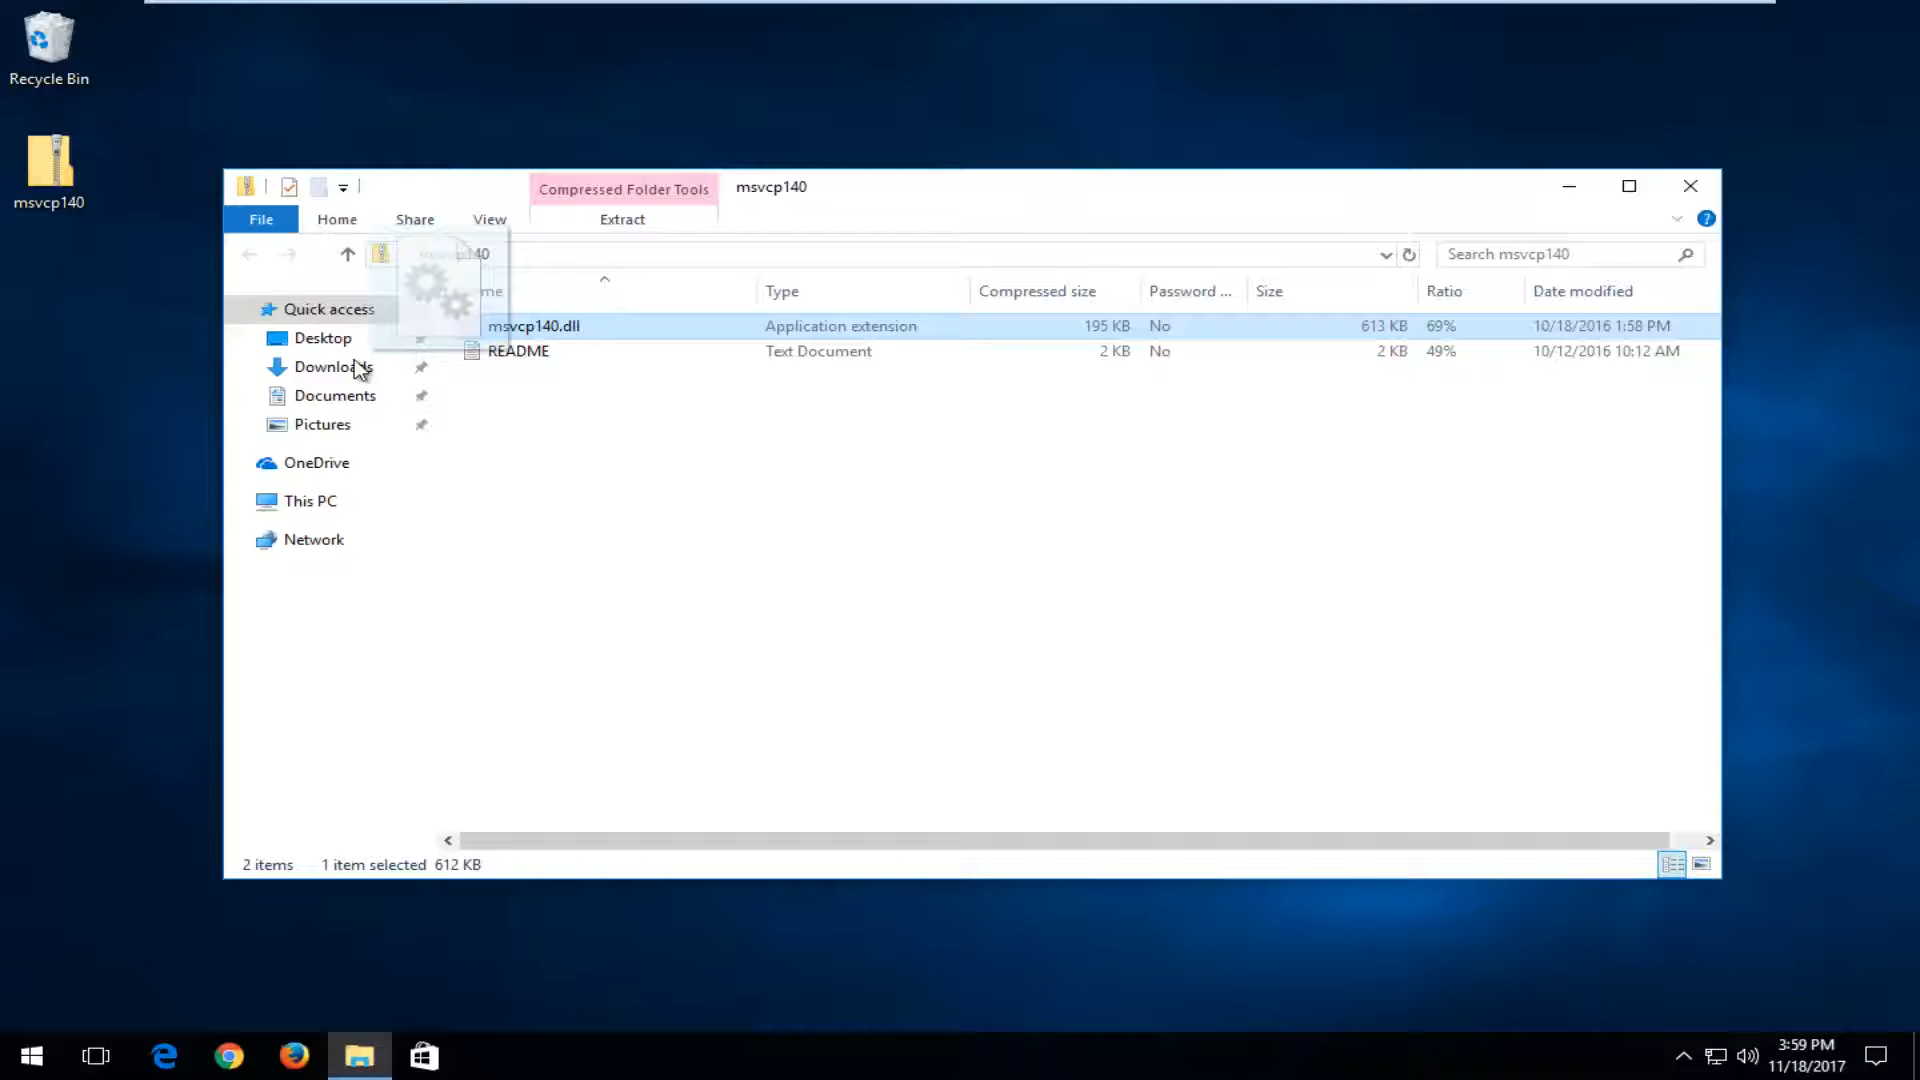 Recycle Bin
msvcp140
Compressed Folder Tools
msvcp140
File
Home
Share
View
Extract
Search msvcp140
Type
Compressed size
Password ...
Size
Ratio
Date modified
Quick access
msvcp140.dll
Application extension
195 KB
No
613 KB
69%
10/18/2016 1:58 PM
Desktop
README
Text Document
2 KB
No
2 KB
49%
10/12/2016 10:12 AM
Downloads
Documents
Pictures
OneDrive
This PC
Network
2 items
1 item selected 612 KB
3:59 PM
11/18/2017